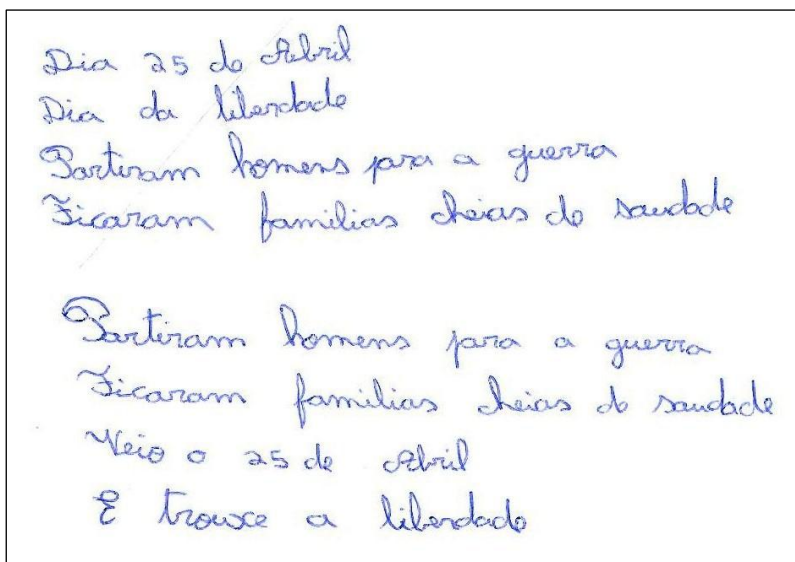 Dia 25 de Abril
Dia da liberdade
Partiram homens para a guerra
Ficaram familias cheias de saudade
Partiram homens para a guerra
Ficaram familias cheias de saudade
Veio o 25 de Abril
E trouxe a liberdade